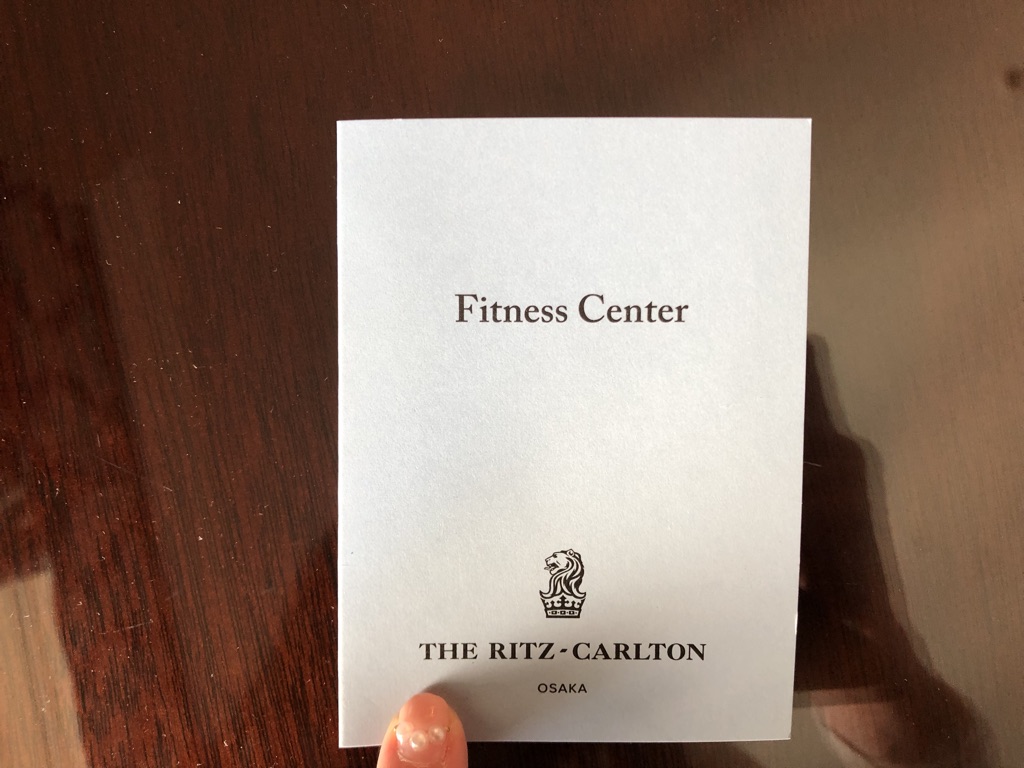 Fitness Center
THE RITZ-CARLTON
OSAKA